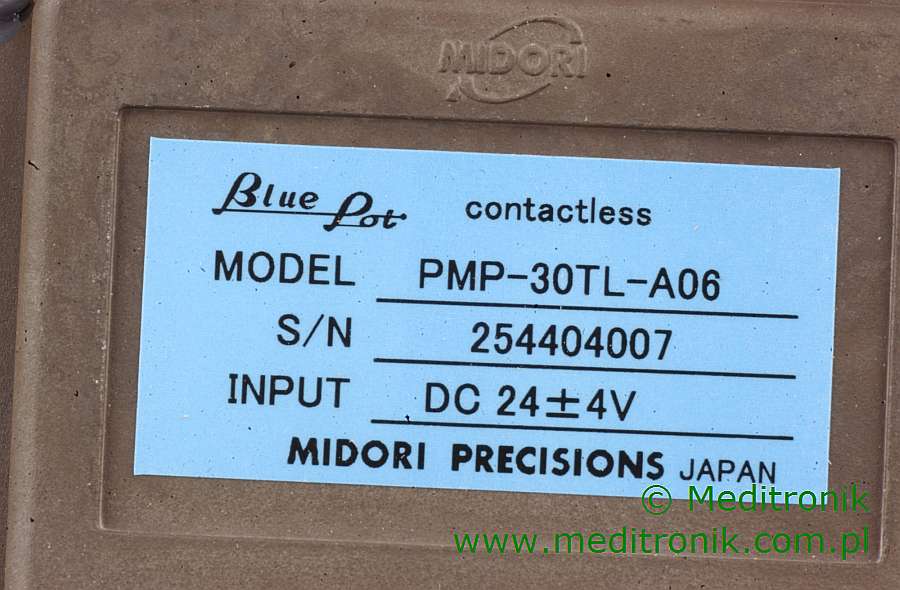 MIDORI
Blue Pot contactless
MODEL PMP-30TL-A06
S/N 254404007
INPUT DC 24±4V
MIDORI PRECISIONS JAPAN
© Meditronik
www.meditronik.com.pl